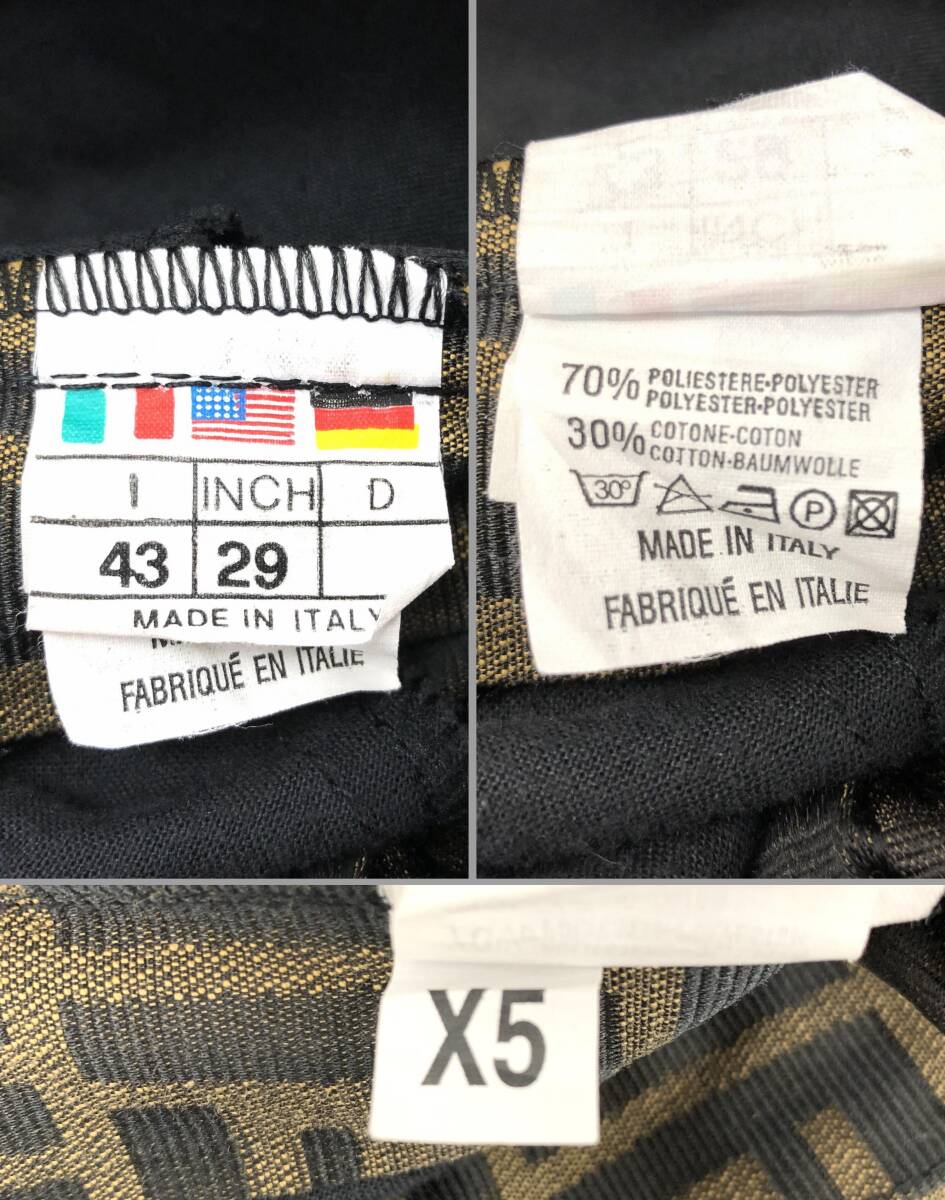 I INCH D
43 29
MADE IN ITALY
FABRIQUÉ EN ITALIE
70% POLIESTERE·POLYESTER
POLYESTER·POLYESTER
30% COTONE-COTON
COTTON-BAUMWOLLE
30° P
MADE IN ITALY
FABRIQUÉ EN ITALIE
X5